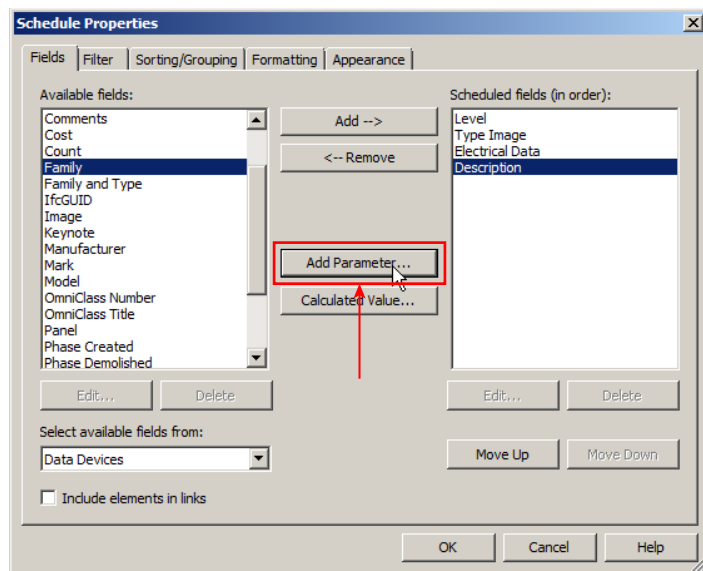 Schedule Properties
Fields
Filter
Sorting/Grouping
Formatting
Appearance
Available fields:
Comments
Cost
Count
Family
Family and Type
IfcGUID
Image
Keynote
Manufacturer
Mark
Model
OmniClass Number
OmniClass Title
Panel
Phase Created
Phase Demolished
Edit...
Delete
Select available fields from:
Data Devices
Include elements in links
Add -->
<-- Remove
Add Parameter...
Calculated Value...
Scheduled fields (in order):
Level
Type Image
Electrical Data
Description
Edit...
Delete
Move Up
Move Down
OK
Cancel
Help